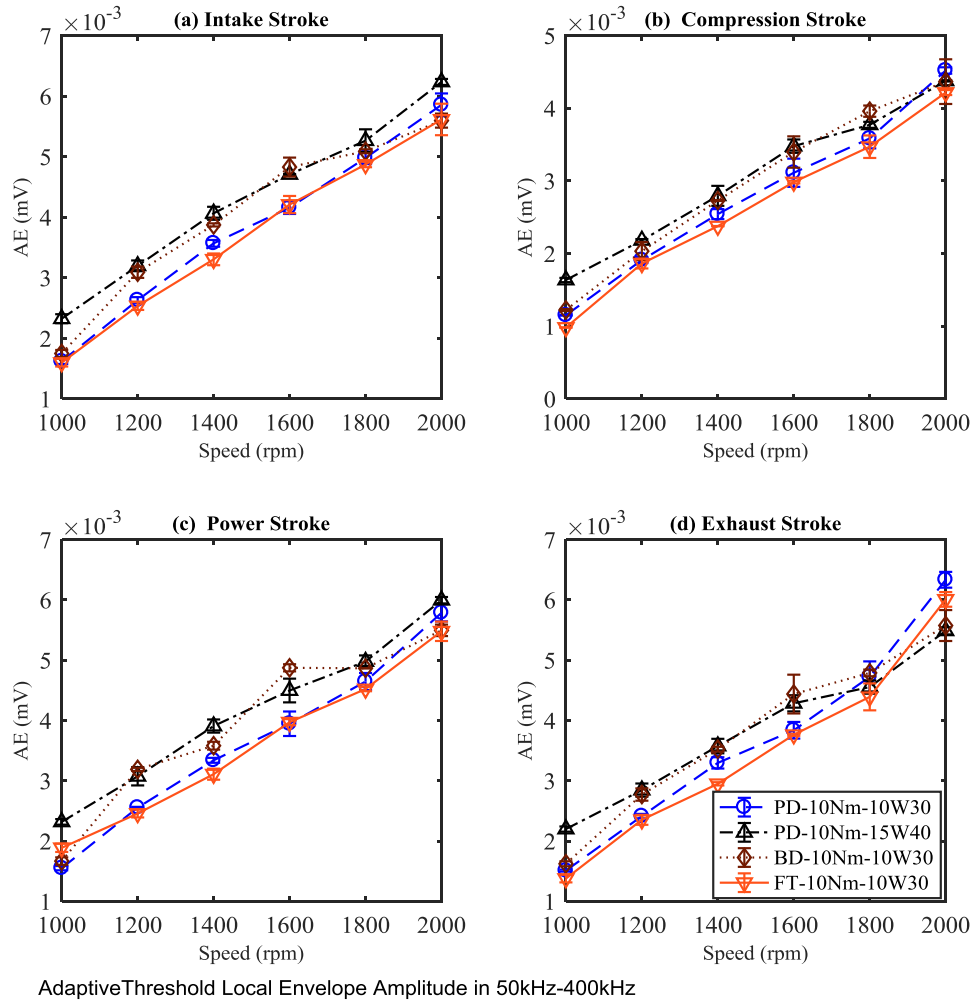 ×10⁻³
(a) Intake Stroke
7
6
5
4
3
2
1
AE (mV)
1000 1200 1400 1600 1800 2000
Speed (rpm)
×10⁻³
(b) Compression Stroke
5
4
3
2
1
0
AE (mV)
1000 1200 1400 1600 1800 2000
Speed (rpm)
×10⁻³
(c) Power Stroke
7
6
5
4
3
2
1
AE (mV)
1000 1200 1400 1600 1800 2000
Speed (rpm)
×10⁻³
(d) Exhaust Stroke
7
6
5
4
3
2
1
AE (mV)
PD-10Nm-10W30
PD-10Nm-15W40
BD-10Nm-10W30
FT-10Nm-10W30
1000 1200 1400 1600 1800 2000
Speed (rpm)
AdaptiveThreshold Local Envelope Amplitude in 50kHz-400kHz